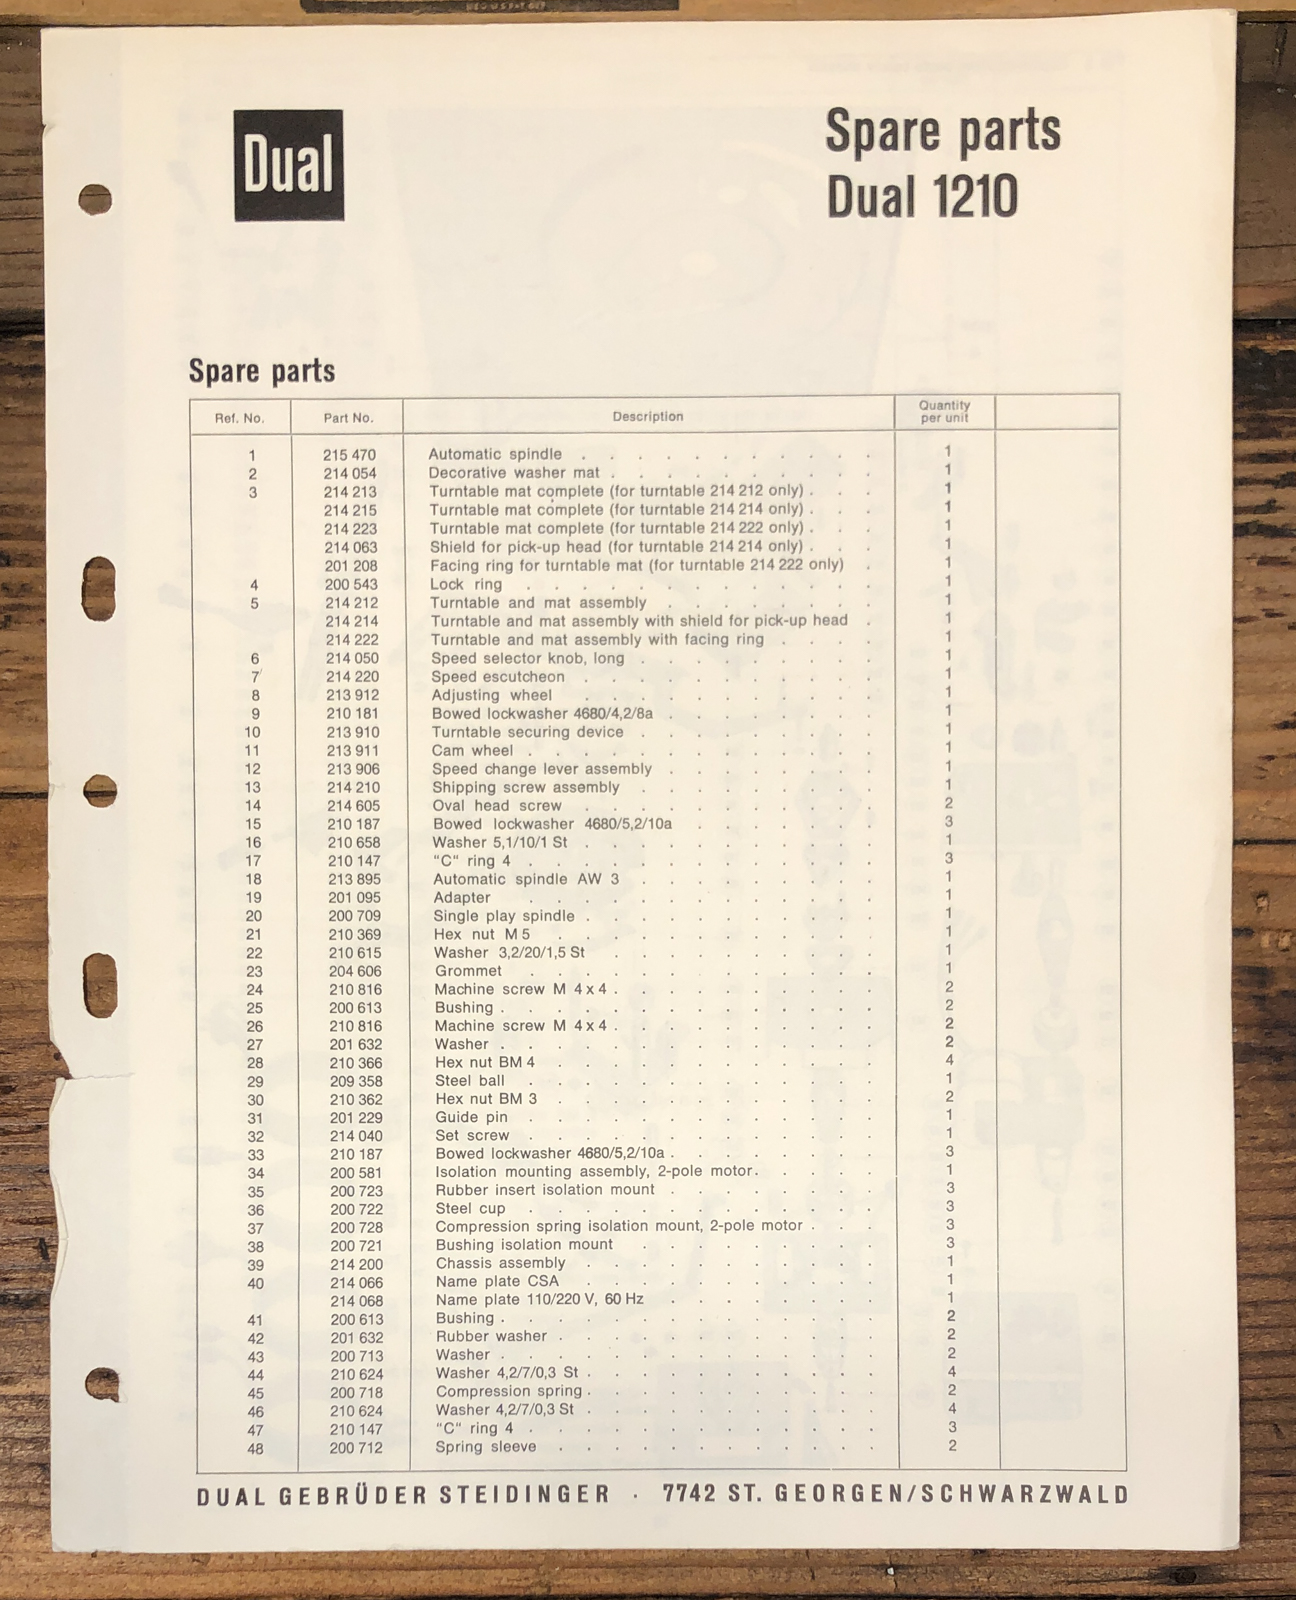 Dual
Spare parts
Dual 1210
Spare parts
Ref. No. Part No. Description Quantity per unit
1 215 470 Automatic spindle 1
2 214 054 Decorative washer mat 1
3 214 213 Turntable mat complete (for turntable 214 212 only) 1
214 215 Turntable mat complete (for turntable 214 214 only) 1
214 223 Turntable mat complete (for turntable 214 222 only) 1
214 063 Shield for pick-up head (for turntable 214 214 only) 1
201 208 Facing ring for turntable mat (for turntable 214 222 only) 1
4 200 543 Lock ring 1
5 214 212 Turntable and mat assembly 1
214 214 Turntable and mat assembly with shield for pick-up head 1
214 222 Turntable and mat assembly with facing ring 1
6 214 050 Speed selector knob, long 1
7 214 220 Speed escutcheon 1
8 213 912 Adjusting wheel 1
9 210 181 Bowed lockwasher 4680/4,2/8a 1
10 213 910 Turntable securing device 1
11 213 911 Cam wheel 1
12 213 906 Speed change lever assembly 1
13 214 210 Shipping screw assembly 1
14 214 605 Oval head screw 2
15 210 187 Bowed lockwasher 4680/5,2/10a 3
16 210 658 Washer 5,1/10/1 St 1
17 210 147 "C" ring 4 3
18 213 895 Automatic spindle AW 3 1
19 201 095 Adapter 1
20 200 709 Single play spindle 1
21 210 369 Hex nut M 5 1
22 210 615 Washer 3,2/20/1,5 St 1
23 204 606 Grommet 1
24 210 816 Machine screw M 4 x 4 2
25 200 613 Bushing 2
26 210 816 Machine screw M 4 x 4 2
27 201 632 Washer 2
28 210 366 Hex nut BM 4 4
29 209 358 Steel ball 1
30 210 362 Hex nut BM 3 2
31 201 229 Guide pin 1
32 214 040 Set screw 1
33 210 187 Bowed lockwasher 4680/5,2/10a 3
34 200 581 Isolation mounting assembly, 2-pole motor 1
35 200 723 Rubber insert isolation mount 3
36 200 722 Steel cup 3
37 200 728 Compression spring isolation mount, 2-pole motor 3
38 200 721 Bushing isolation mount 3
39 214 200 Chassis assembly 1
40 214 066 Name plate CSA 1
214 068 Name plate 110/220 V, 60 Hz 1
41 200 613 Bushing 2
42 201 632 Rubber washer 2
43 200 713 Washer 2
44 210 624 Washer 4,2/7/0,3 St 4
45 200 718 Compression spring 2
46 210 624 Washer 4,2/7/0,3 St 4
47 210 147 "C" ring 4 3
48 200 712 Spring sleeve 2
DUAL GEBRÜDER STEIDINGER · 7742 ST. GEORGEN/SCHWARZWALD